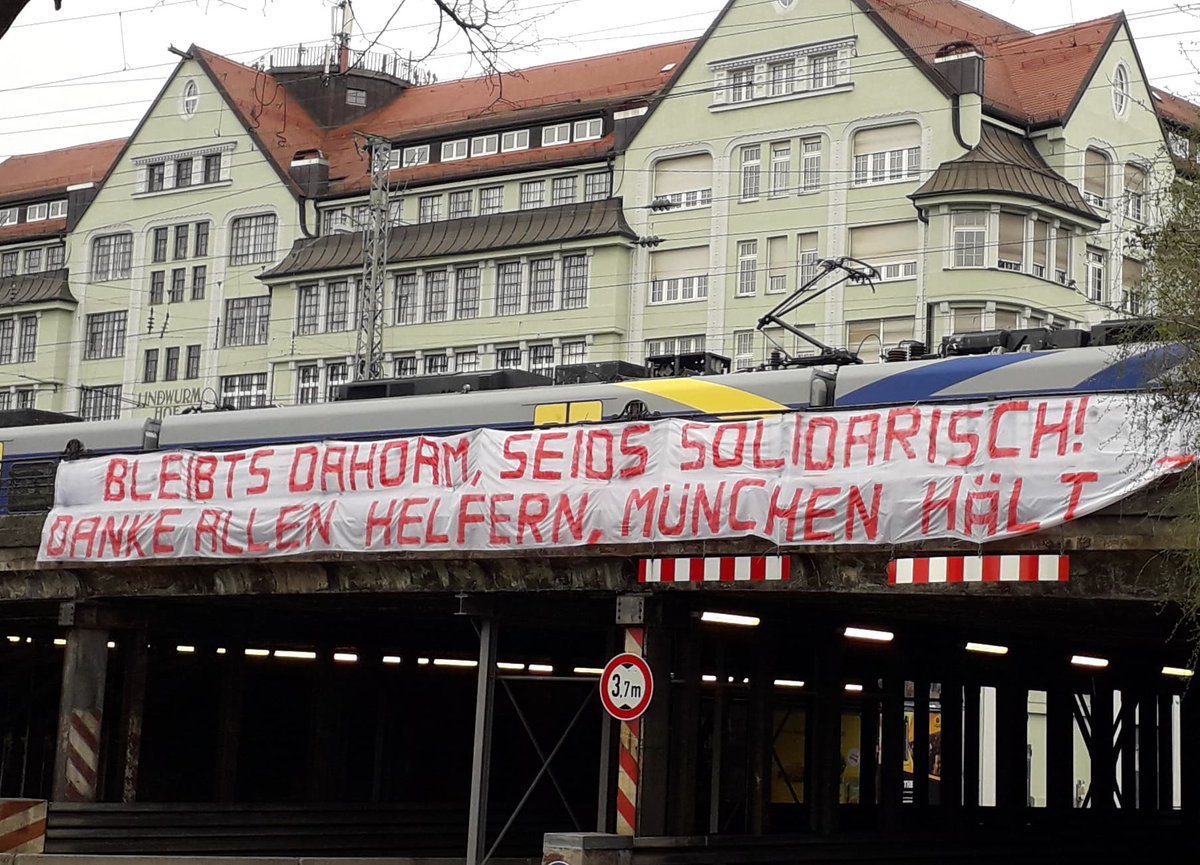 LINDWURM
HOF
BLEIBTS DAHOAM, SEIDS SOLIDARISCH!
DANKE ALLEN HELFERN, MÜNCHEN HÄLT
3,7m